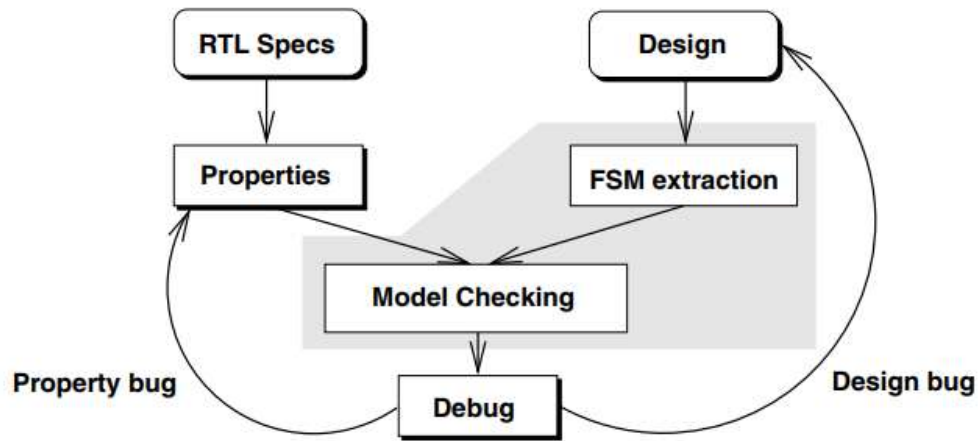 RTL Specs
Design
Properties
FSM extraction
Model Checking
Property bug
Design bug
Debug